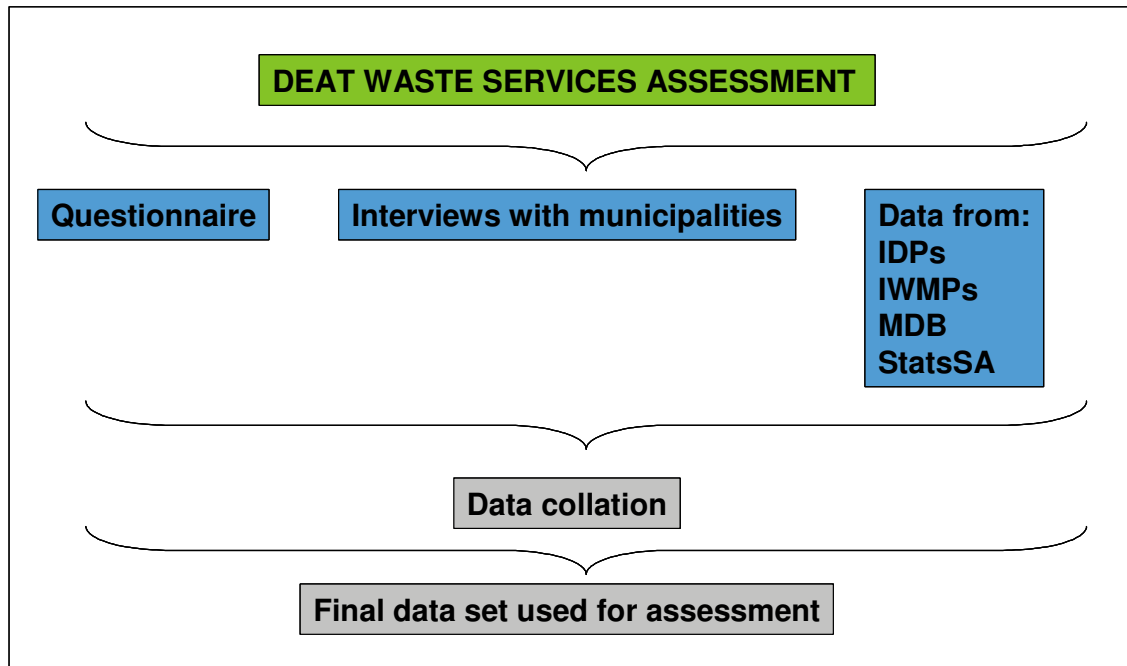 DEAT WASTE SERVICES ASSESSMENT
Questionnaire
Interviews with municipalities
Data from:
IDPs
IWMPs
MDB
StatsSA
Data collation
Final data set used for assessment